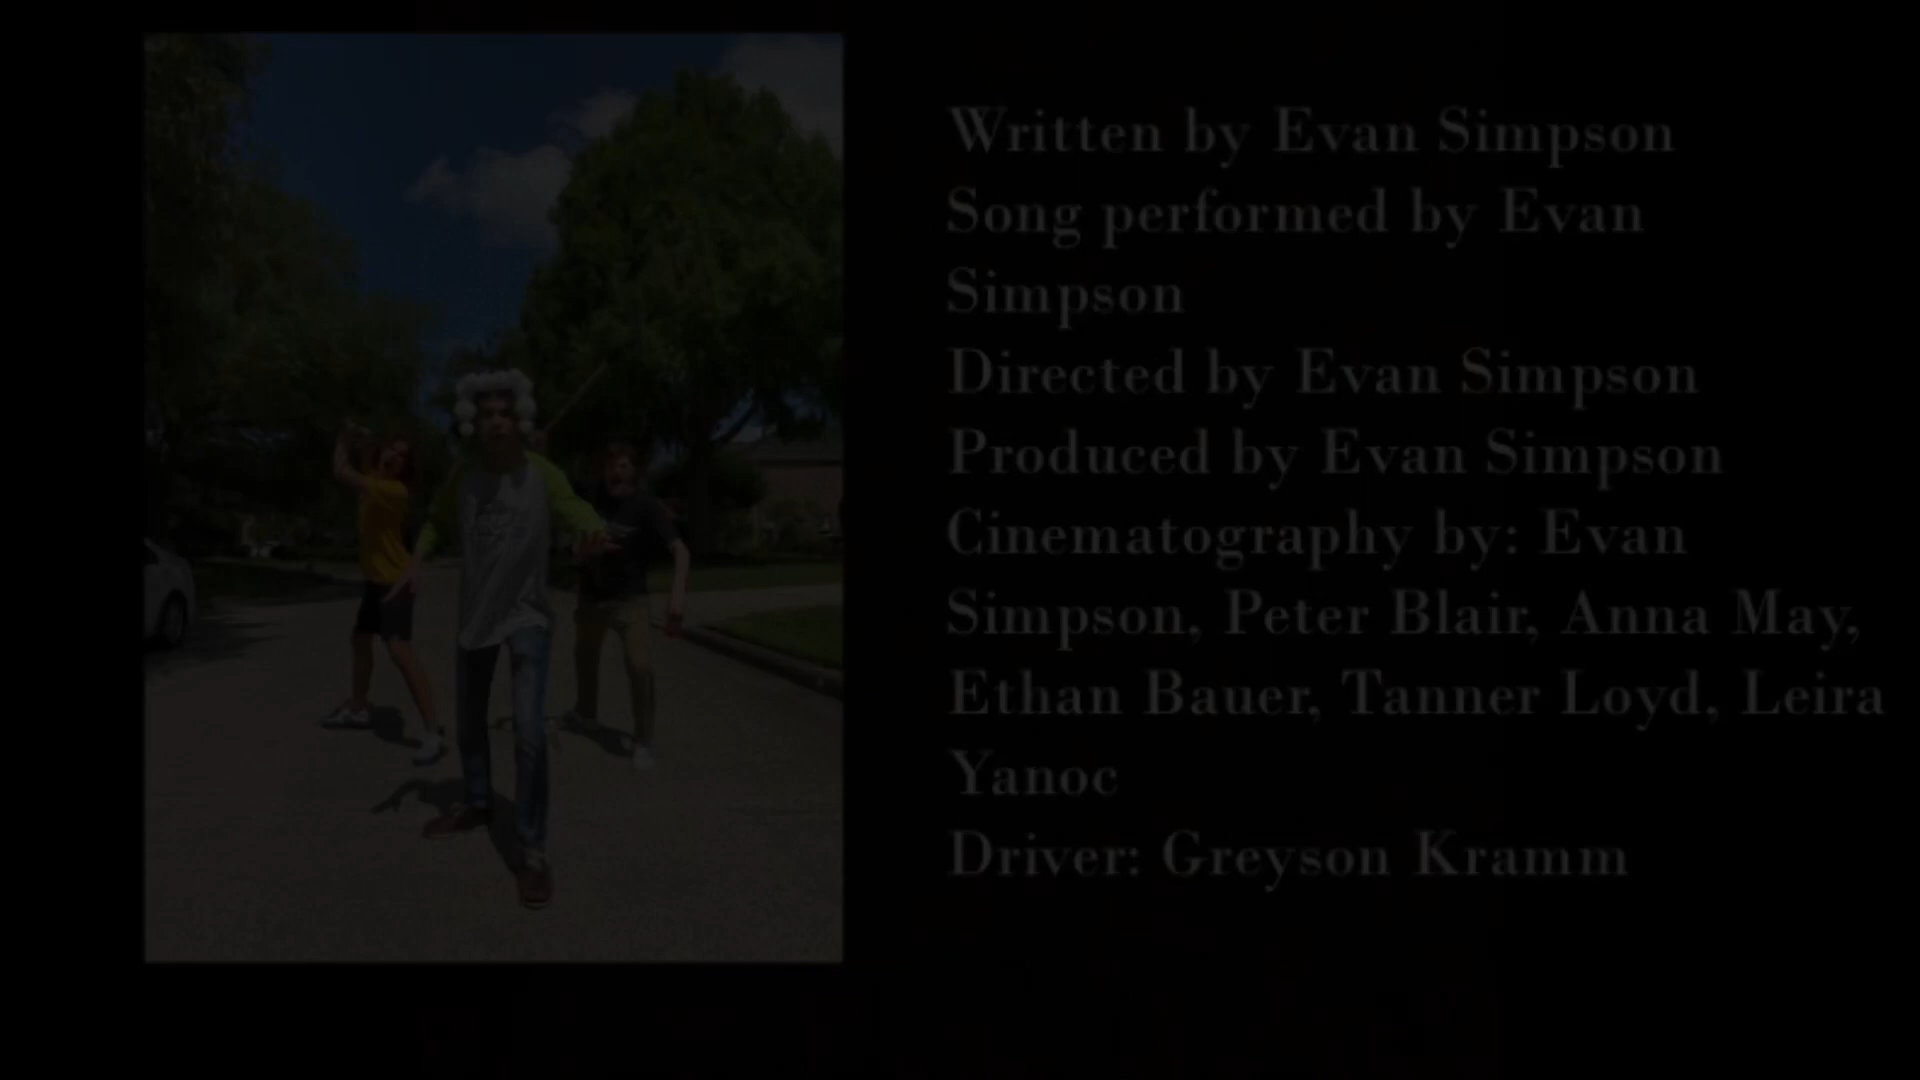 Written by Evan Simpson
Song performed by Evan
Simpson
Directed by Evan Simpson
Produced by Evan Simpson
Cinematography by: Evan
Simpson, Peter Blair, Anna May,
Ethan Bauer, Tanner Loyd, Leira
Yanoc
Driver: Greyson Kramm